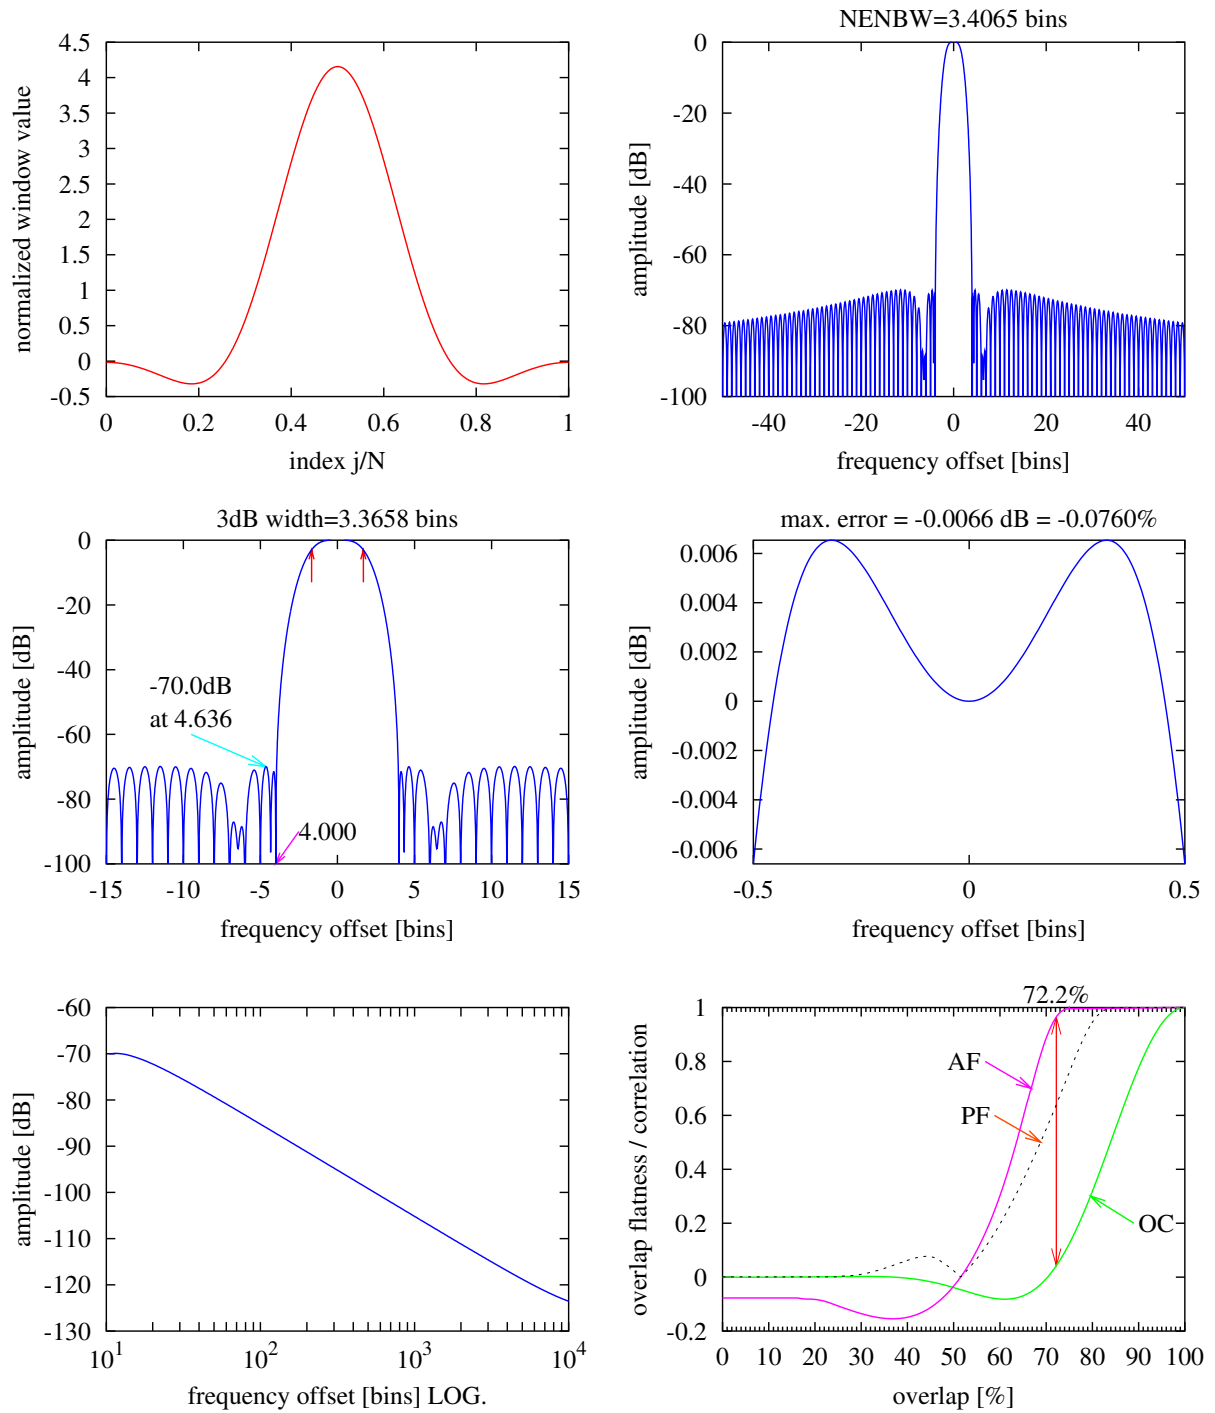 4.5
4
3.5
3
2.5
2
1.5
1
0.5
0
-0.5
0 0.2 0.4 0.6 0.8 1
normalized window value
index j/N
NENBW=3.4065 bins
0
-20
-40
-60
-80
-100
-40 -20 0 20 40
amplitude [dB]
frequency offset [bins]
3dB width=3.3658 bins
0
-20
-40
-60
-80
-100
-15 -10 -5 0 5 10 15
amplitude [dB]
frequency offset [bins]
-70.0dB
at 4.636
4.000
max. error = -0.0066 dB = -0.0760%
0.006
0.004
0.002
0
-0.002
-0.004
-0.006
-0.5 0 0.5
amplitude [dB]
frequency offset [bins]
-60
-70
-80
-90
-100
-110
-120
-130
10^1 10^2 10^3 10^4
amplitude [dB]
frequency offset [bins] LOG.
72.2%
1
0.8
0.6
0.4
0.2
0
-0.2
0 10 20 30 40 50 60 70 80 90 100
overlap flatness / correlation
overlap [%]
AF
PF
OC